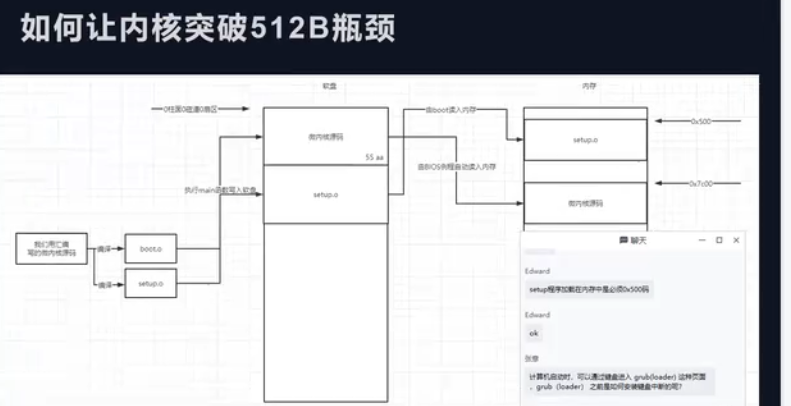 如何让内核突破512B瓶颈
软盘
内存
0柱面0磁道0扇区
微内核源码
55 aa
setup.o
由boot读入内存
由BIOS例程自动读入内存
setup.o
0x500
微内核源码
0x7c00
执行main函数写入软盘
我们用汇编
写的微内核源码
编译
boot.o
编译
setup.o
聊天
Edward
setup程序加载在内存中是必须0x500码
Edward
ok
计算机启动时，可以通过键盘进入 grub(loader) 这种页面
，grub（loader） 之前是如何安装键盘中断的呢?